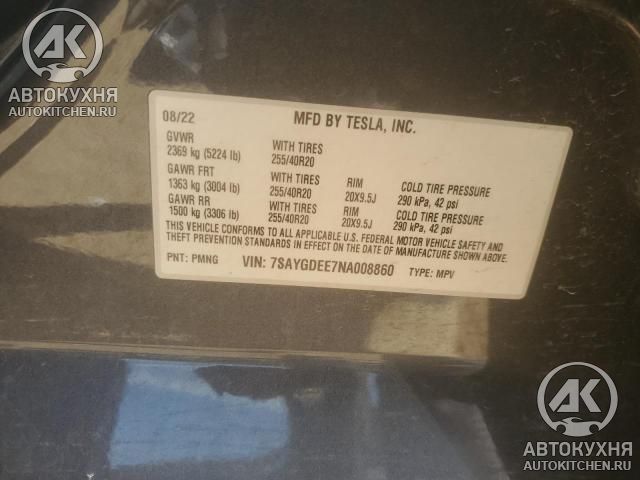 АК
АВТОКУХНЯ
AUTOKITCHEN.RU
08/22 MFD BY TESLA, INC.
GVWR WITH TIRES
2369 kg (5224 lb) 255/40R20
GAWR FRT WITH TIRES RIM COLD TIRE PRESSURE
1363 kg (3004 lb) 255/40R20 20X9.5J 290 kPa, 42 psi
GAWR RR WITH TIRES RIM COLD TIRE PRESSURE
1500 kg (3306 lb) 255/40R20 20X9.5J 290 kPa, 42 psi
THIS VEHICLE CONFORMS TO ALL APPLICABLE U.S. FEDERAL MOTOR VEHICLE SAFETY AND
THEFT PREVENTION STANDARDS IN EFFECT ON THE DATE OF MANUFACTURE SHOWN ABOVE.
PNT: PMNG VIN: 7SAYGDEE7NA008860 TYPE: MPV
АК
АВТОКУХНЯ
AUTOKITCHEN.RU